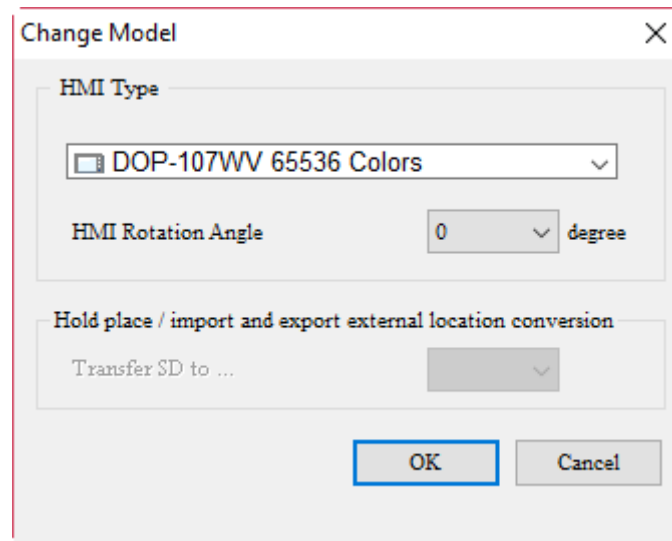 Change Model
HMI Type
DOP-107WV 65536 Colors
HMI Rotation Angle 0 degree
Hold place / import and export external location conversion
Transfer SD to ...
OK Cancel